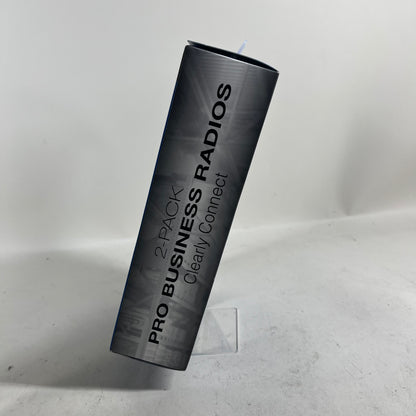 2-PACK
PRO BUSINESS RADIOS
Clearly Connect